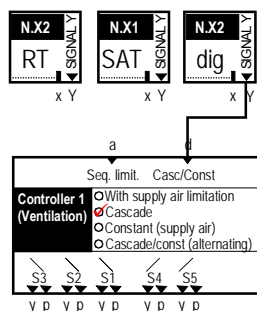 N.X2 N.X1 N.X2
RT SIGNAL Y SAT SIGNAL Y dig SIGNAL Y
x Y x Y x Y
a d
Seq. limit. Casc/Const
Controller 1
(Ventilation)
With supply air limitation
Cascade
Constant (supply air)
Cascade/const (alternating)
S3 S2 S1 S4 S5
y p y p y p y p y p